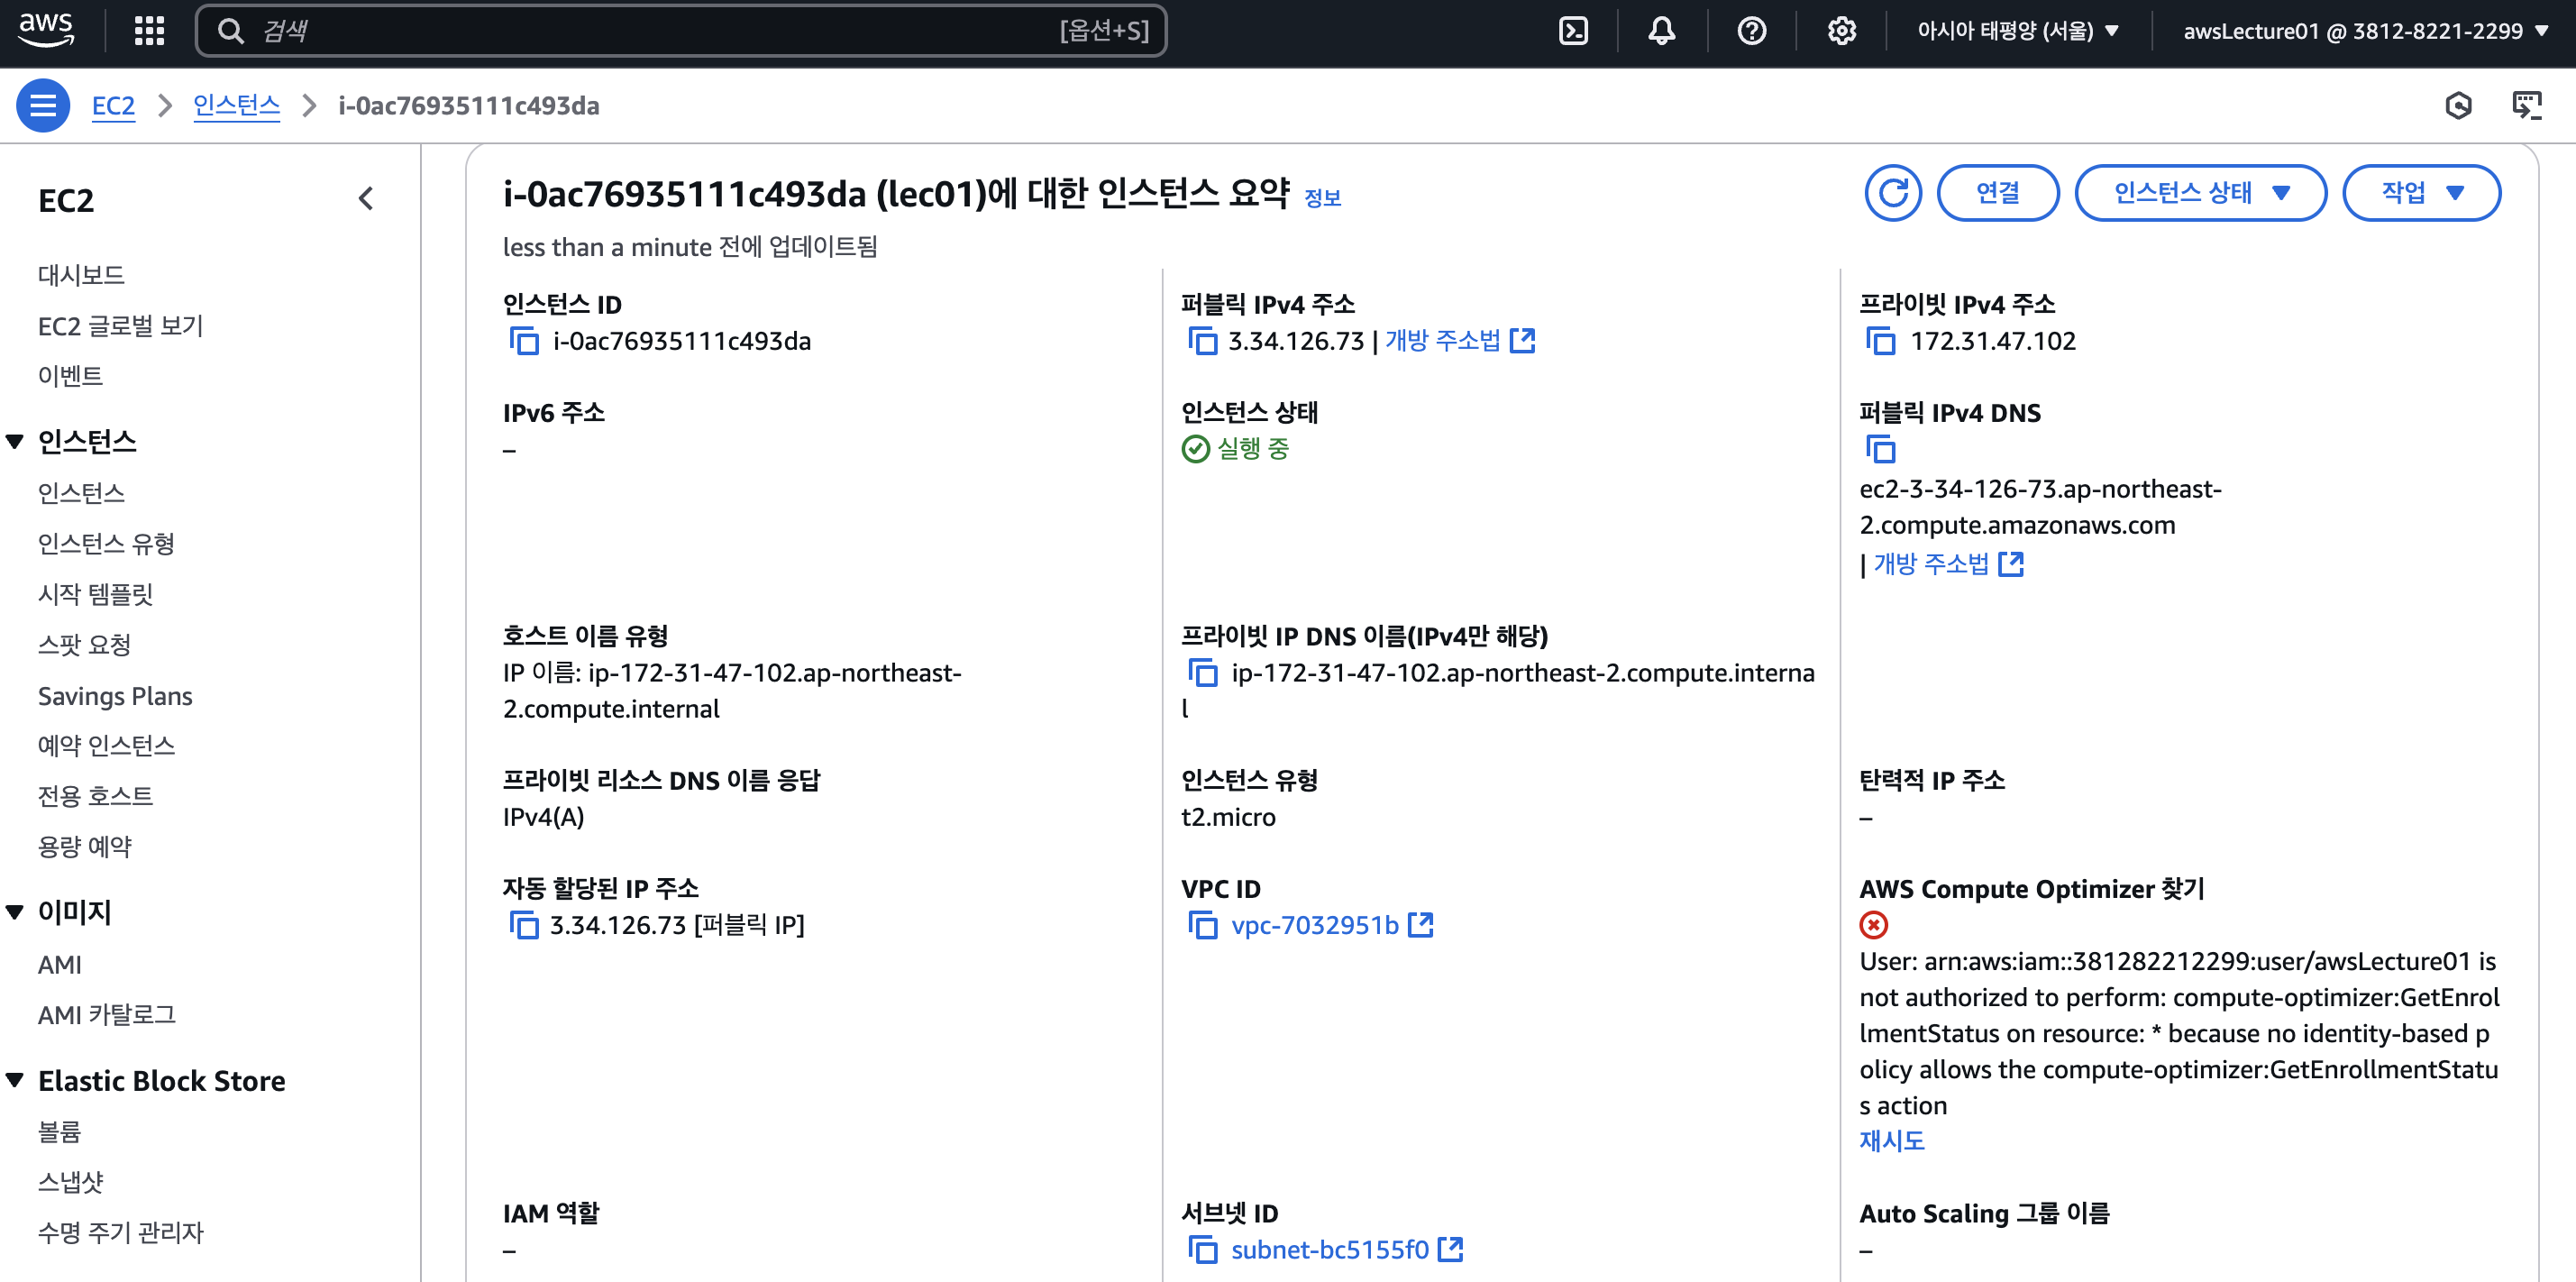 aws
검색
[옵션+S]
아시아 태평양 (서울)
awsLecture01 @ 3812-8221-2299
EC2
인스턴스
i-0ac76935111c493da
EC2
대시보드
EC2 글로벌 보기
이벤트
인스턴스
인스턴스
인스턴스 유형
시작 템플릿
스팟 요청
Savings Plans
예약 인스턴스
전용 호스트
용량 예약
이미지
AMI
AMI 카탈로그
Elastic Block Store
볼륨
스냅샷
수명 주기 관리자
i-0ac76935111c493da (lec01)에 대한 인스턴스 요약 정보
less than a minute 전에 업데이트됨
연결
인스턴스 상태
작업
인스턴스 ID
i-0ac76935111c493da
퍼블릭 IPv4 주소
3.34.126.73 | 개방 주소법
프라이빗 IPv4 주소
172.31.47.102
IPv6 주소
–
인스턴스 상태
실행 중
퍼블릭 IPv4 DNS
ec2-3-34-126-73.ap-northeast-
2.compute.amazonaws.com
| 개방 주소법
호스트 이름 유형
IP 이름: ip-172-31-47-102.ap-northeast-
2.compute.internal
프라이빗 IP DNS 이름(IPv4만 해당)
ip-172-31-47-102.ap-northeast-2.compute.interna
l
프라이빗 리소스 DNS 이름 응답
IPv4(A)
인스턴스 유형
t2.micro
탄력적 IP 주소
–
자동 할당된 IP 주소
3.34.126.73 [퍼블릭 IP]
VPC ID
vpc-7032951b
AWS Compute Optimizer 찾기
User: arn:aws:iam::381282212299:user/awsLecture01 is
not authorized to perform: compute-optimizer:GetEnrol
lmentStatus on resource: * because no identity-based p
olicy allows the compute-optimizer:GetEnrollmentStatu
s action
재시도
IAM 역할
–
서브넷 ID
subnet-bc5155f0
Auto Scaling 그룹 이름
–